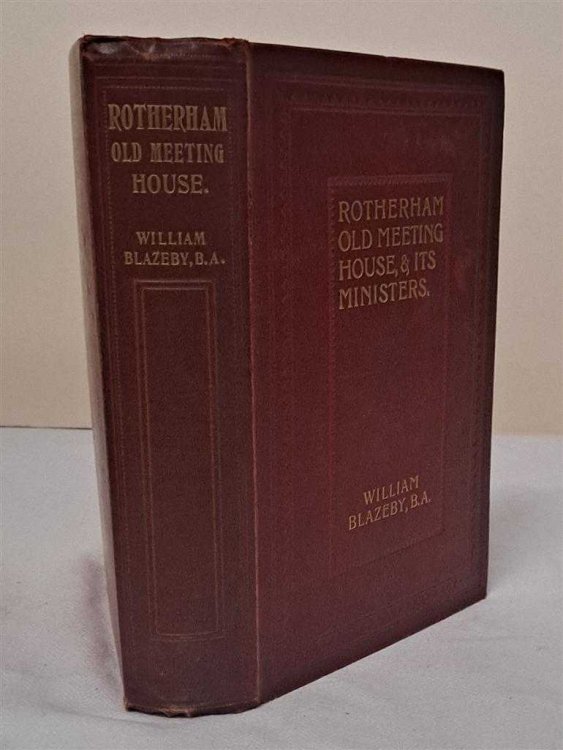 ROTHERHAM
OLD MEETING
HOUSE.
WILLIAM
BLAZEBY, B.A.
ROTHERHAM
OLD MEETING
HOUSE, & ITS
MINISTERS.
WILLIAM
BLAZEBY, B.A.